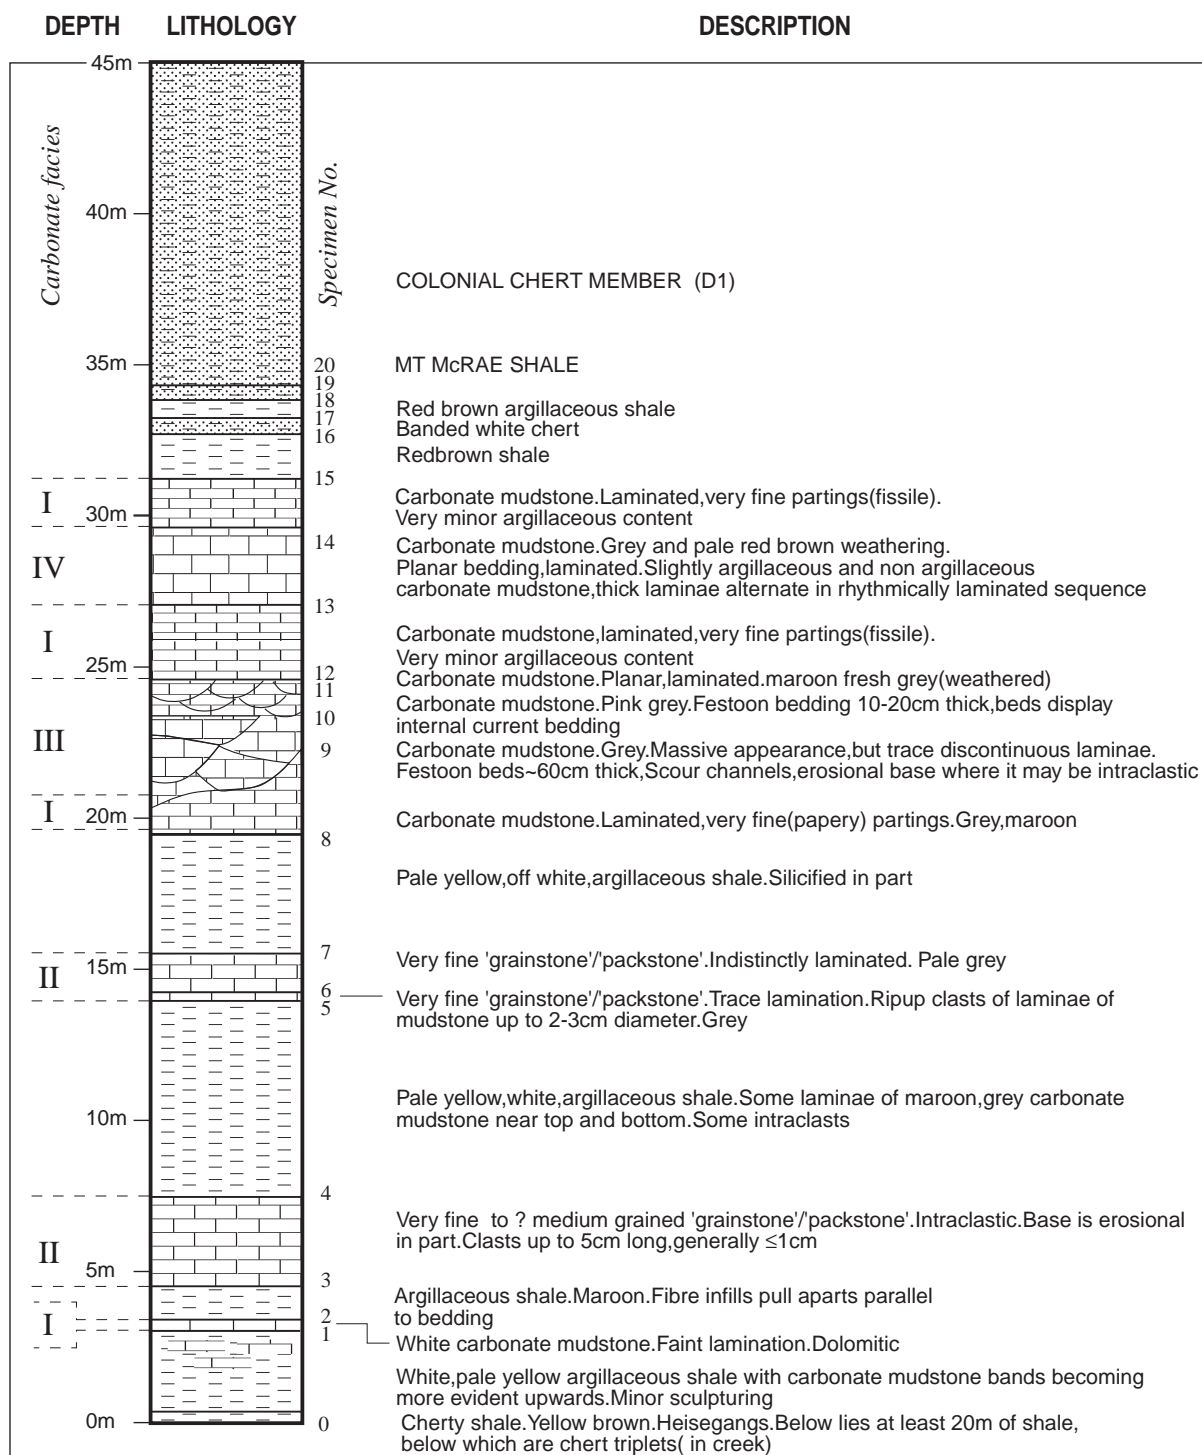 DEPTH LITHOLOGY DESCRIPTION
45m
Carbonate facies
Specimen No.
40m
COLONIAL CHERT MEMBER (D1)
35m
20
MT McRAE SHALE
19
18
Red brown argillaceous shale
17
Banded white chert
16
Redbrown shale
15
I
Carbonate mudstone.Laminated,very fine partings(fissile).
30m
Very minor argillaceous content
14
Carbonate mudstone.Grey and pale red brown weathering.
IV
Planar bedding,laminated.Slightly argillaceous and non argillaceous
carbonate mudstone,thick laminae alternate in rhythmically laminated sequence
13
I
Carbonate mudstone,laminated,very fine partings(fissile).
25m
Very minor argillaceous content
12
Carbonate mudstone.Planar,laminated.maroon fresh grey(weathered)
11
Carbonate mudstone.Pink grey.Festoon bedding 10-20cm thick,beds display
10
internal current bedding
III
9
Carbonate mudstone.Grey.Massive appearance,but trace discontinuous laminae.
Festoon beds~60cm thick,Scour channels,erosional base where it may be intraclastic
I
20m
Carbonate mudstone.Laminated,very fine(papery) partings.Grey,maroon
8
Pale yellow,off white,argillaceous shale.Silicified in part
7
II
15m
Very fine 'grainstone'/'packstone'.Indistinctly laminated. Pale grey
6
Very fine 'grainstone'/'packstone'.Trace lamination.Ripup clasts of laminae of
5
mudstone up to 2-3cm diameter.Grey
10m
Pale yellow,white,argillaceous shale.Some laminae of maroon,grey carbonate
mudstone near top and bottom.Some intraclasts
4
Very fine to ? medium grained 'grainstone'/'packstone'.Intraclastic.Base is erosional
II
in part.Clasts up to 5cm long,generally ≤1cm
5m
3
Argillaceous shale.Maroon.Fibre infills pull aparts parallel
to bedding
I
2
1
White carbonate mudstone.Faint lamination.Dolomitic
White,pale yellow argillaceous shale with carbonate mudstone bands becoming
more evident upwards.Minor sculpturing
0m
0
Cherty shale.Yellow brown.Heisegangs.Below lies at least 20m of shale,
below which are chert triplets( in creek)